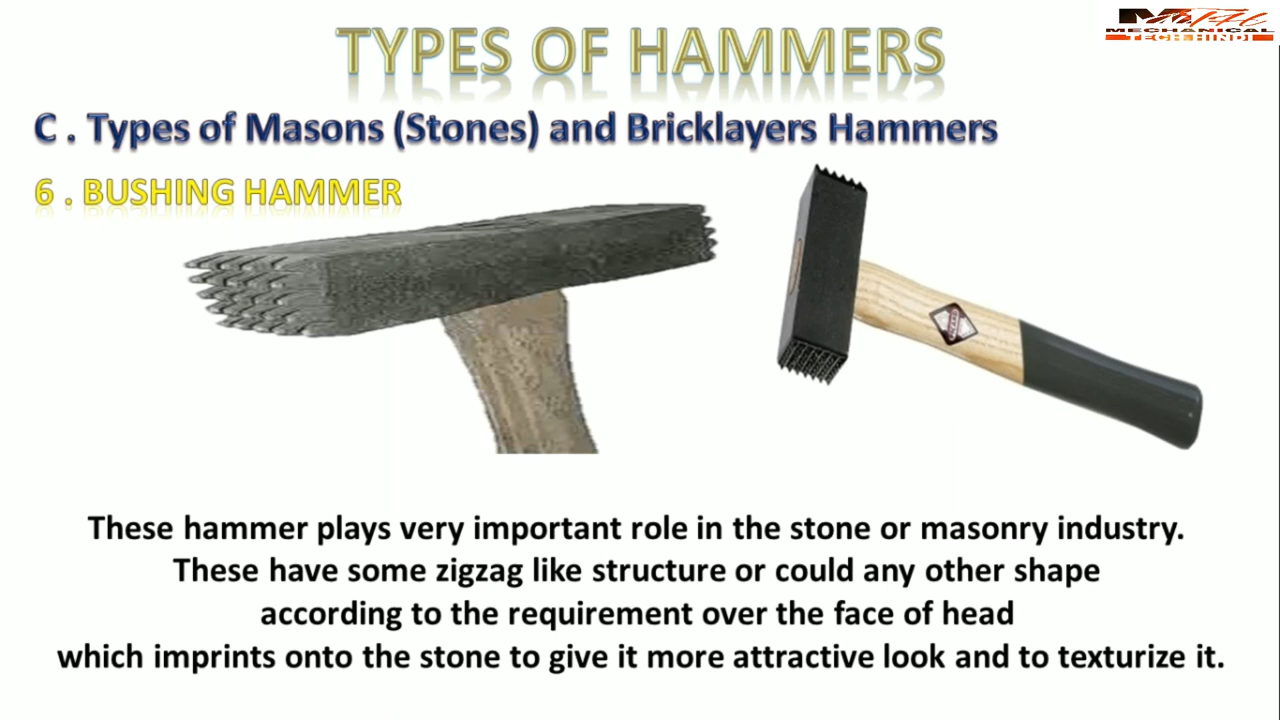 TYPES OF HAMMERS
MECHANICAL
TECH HINDI
C . Types of Masons (Stones) and Bricklayers Hammers
6 . BUSHING HAMMER
These hammer plays very important role in the stone or masonry industry.
These have some zigzag like structure or could any other shape
according to the requirement over the face of head
which imprints onto the stone to give it more attractive look and to texturize it.